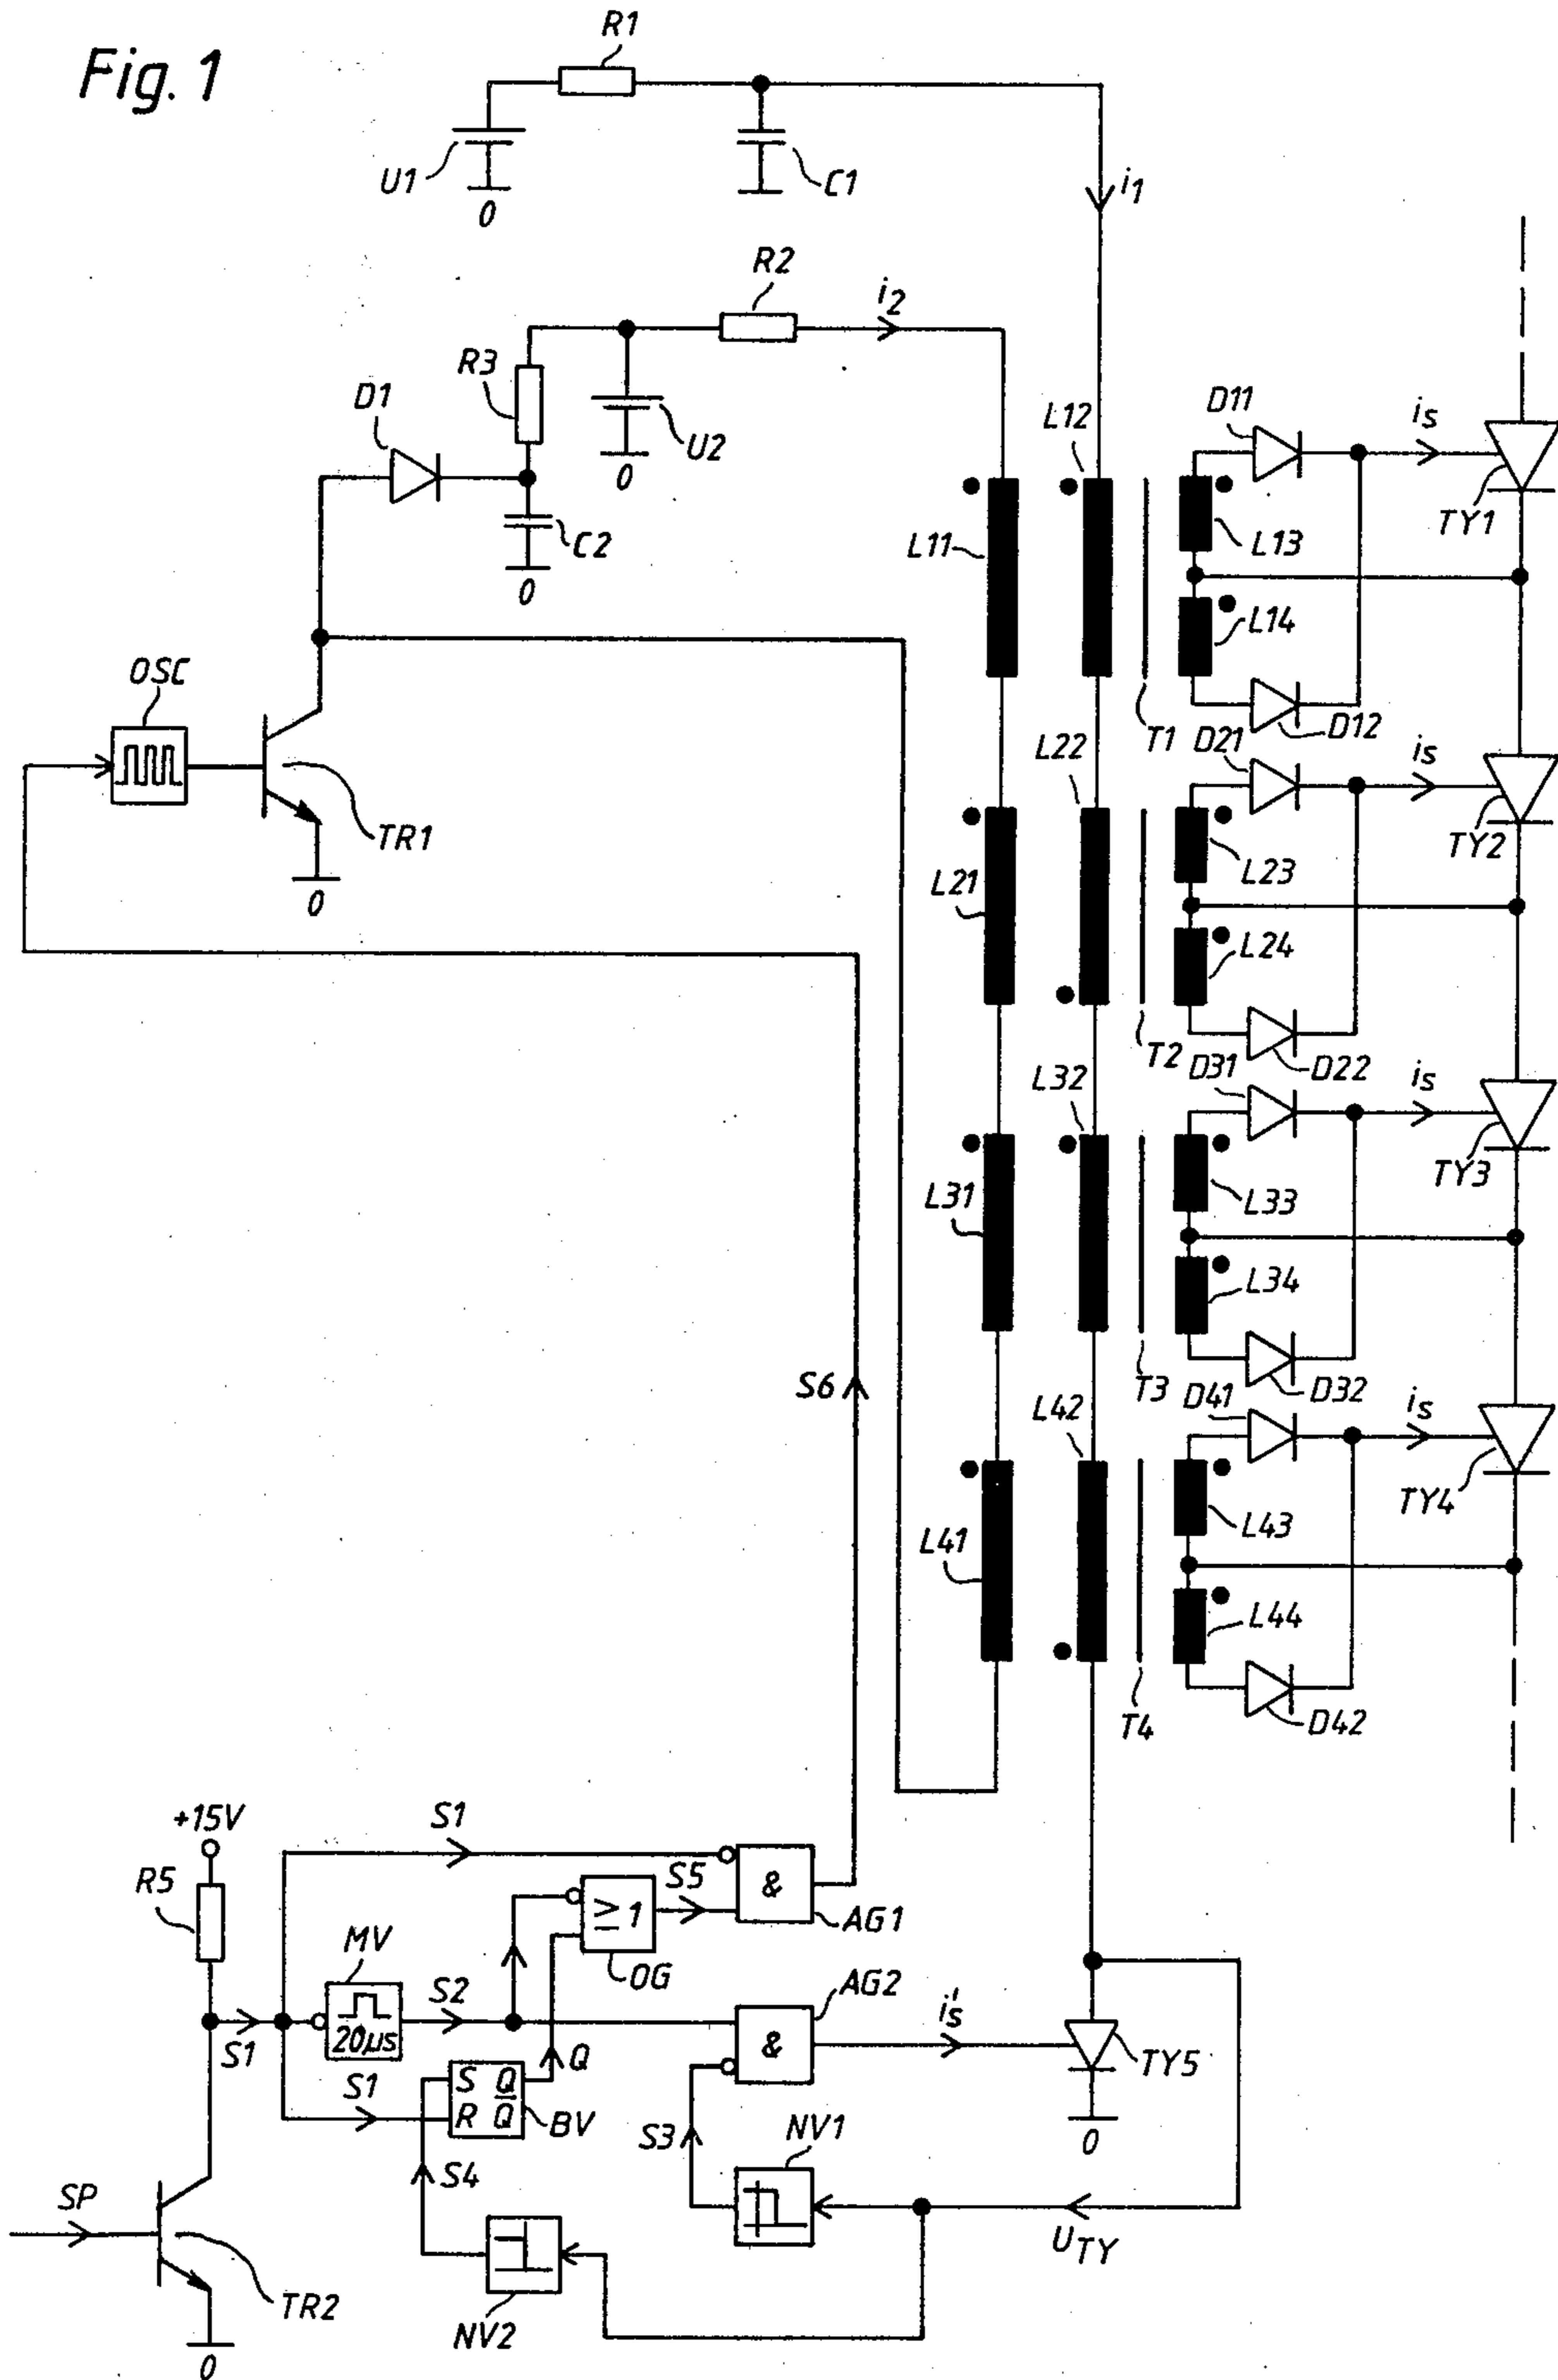 Fig. 1
R1
U1
0
C1
i1
R2
i2
R3
D1
U2
0
C2
0
L12
D11
is
TY1
L11
L13
L14
T1
D12
OSC
TR1
0
L22
D21
is
TY2
L21
L23
L24
T2
D22
L32
D31
is
TY3
L31
L33
L34
T3
D32
S6
L42
D41
is
TY4
L41
L43
L44
T4
D42
+15V
R5
S1
&
AG1
S5
≥1
OG
MV
20µs
S2
S1
AG2
&
i's
TY5
0
S1
S Q
R Q̅
BV
Q
S4
S3
NV1
UTY
NV2
SP
TR2
0